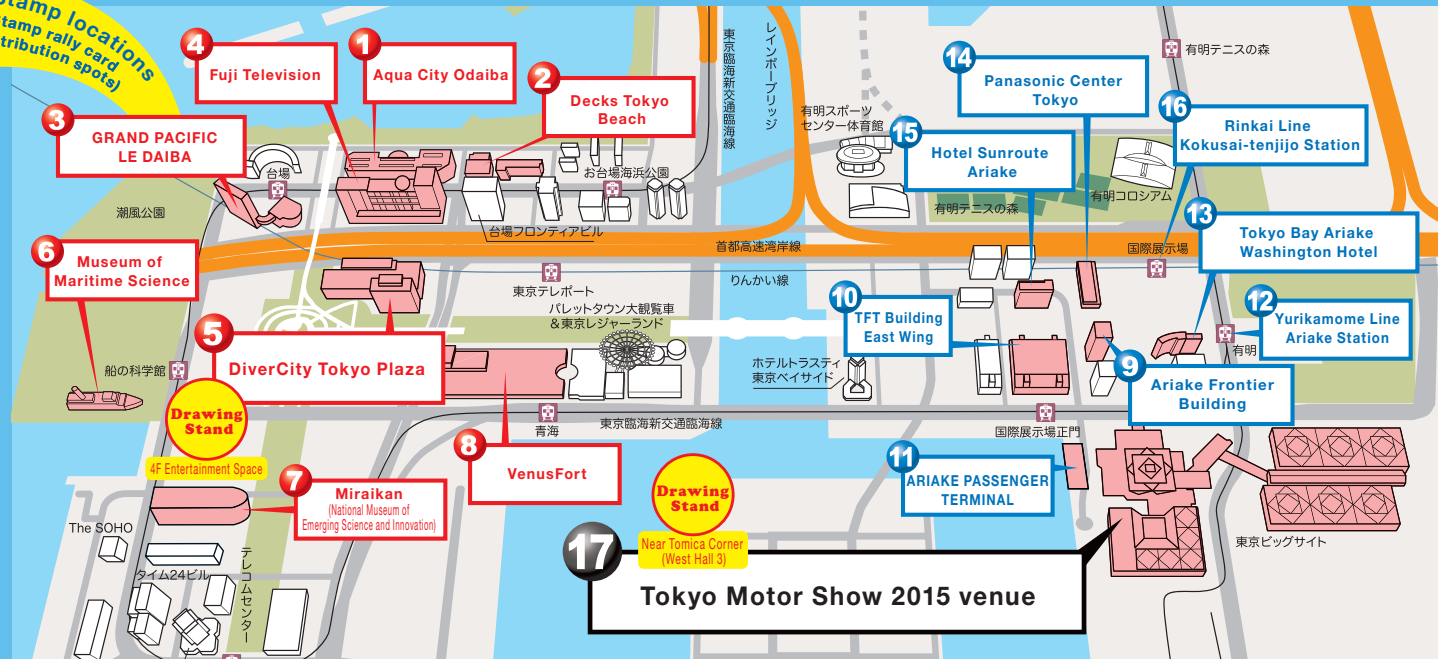 Stamp locations
stamp rally card
tribution spots)
4
Fuji Television
1
Aqua City Odaiba
2
Decks Tokyo
Beach
3
GRAND PACIFIC
LE DAIBA
台場
潮風公園
お台場海浜公園
台場フロンティアビル
東京臨海新交通臨海線
レインボーブリッジ
首都高速湾岸線
りんかい線
有明スポーツ
センター体育館
14
Panasonic Center
Tokyo
有明テニスの森
16
Rinkai Line
Kokusai-tenjijo Station
15
Hotel Sunroute
Ariake
有明テニスの森
有明コロシアム
13
Tokyo Bay Ariake
Washington Hotel
国際展示場
6
Museum of
Maritime Science
東京テレポート
パレットタウン大観覧車
&東京レジャーランド
10
TFT Building
East Wing
12
Yurikamome Line
Ariake Station
有明
5
DiverCity Tokyo Plaza
船の科学館
ホテルトラスティ
東京ベイサイド
9
Ariake Frontier
Building
Drawing
Stand
4F Entertainment Space
青海
東京臨海新交通臨海線
国際展示場正門
8
VenusFort
11
ARIAKE PASSENGER
TERMINAL
7
Miraikan
(National Museum of
Emerging Science and Innovation)
Drawing
Stand
Near Tomica Corner
(West Hall 3)
17
Tokyo Motor Show 2015 venue
東京ビッグサイト
The SOHO
タイム24ビル
テレコムセンター